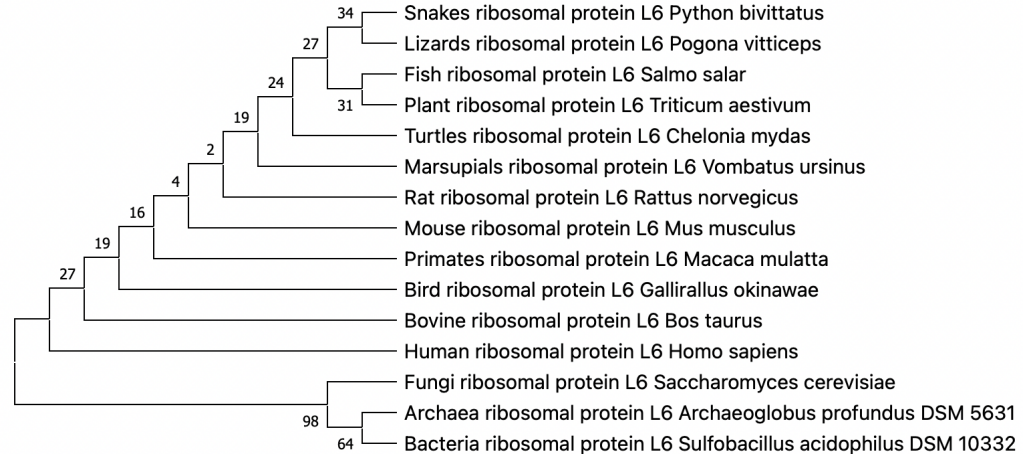 34 Snakes ribosomal protein L6 Python bivittatus
27 Lizards ribosomal protein L6 Pogona vitticeps
24 Fish ribosomal protein L6 Salmo salar
31 Plant ribosomal protein L6 Triticum aestivum
19 Turtles ribosomal protein L6 Chelonia mydas
2 Marsupials ribosomal protein L6 Vombatus ursinus
4 Rat ribosomal protein L6 Rattus norvegicus
16 Mouse ribosomal protein L6 Mus musculus
19 Primates ribosomal protein L6 Macaca mulatta
27 Bird ribosomal protein L6 Gallirallus okinawae
Bovine ribosomal protein L6 Bos taurus
Human ribosomal protein L6 Homo sapiens
Fungi ribosomal protein L6 Saccharomyces cerevisiae
98 Archaea ribosomal protein L6 Archaeoglobus profundus DSM 5631
64 Bacteria ribosomal protein L6 Sulfobacillus acidophilus DSM 10332